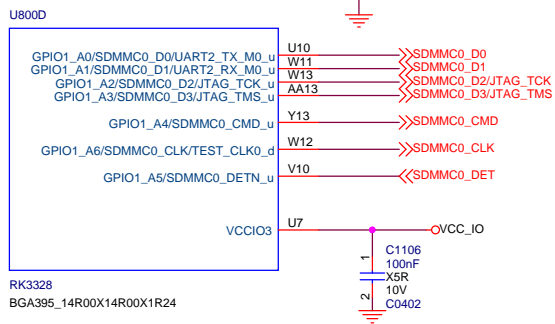 U800D
GPIO1_A0/SDMMC0_D0/UART2_TX_M0_u U10 SDMMC0_D0
GPIO1_A1/SDMMC0_D1/UART2_RX_M0_u W11 SDMMC0_D1
GPIO1_A2/SDMMC0_D2/JTAG_TCK_u W13 SDMMC0_D2/JTAG_TCK
GPIO1_A3/SDMMC0_D3/JTAG_TMS_u AA13 SDMMC0_D3/JTAG_TMS
GPIO1_A4/SDMMC0_CMD_u Y13 SDMMC0_CMD
GPIO1_A6/SDMMC0_CLK/TEST_CLK0_d W12 SDMMC0_CLK
GPIO1_A5/SDMMC0_DETN_u V10 SDMMC0_DET
VCCIO3 U7 VCC_IO
1
C1106
100nF
X5R
10V
2
C0402
RK3328
BGA395_14R00X14R00X1R24